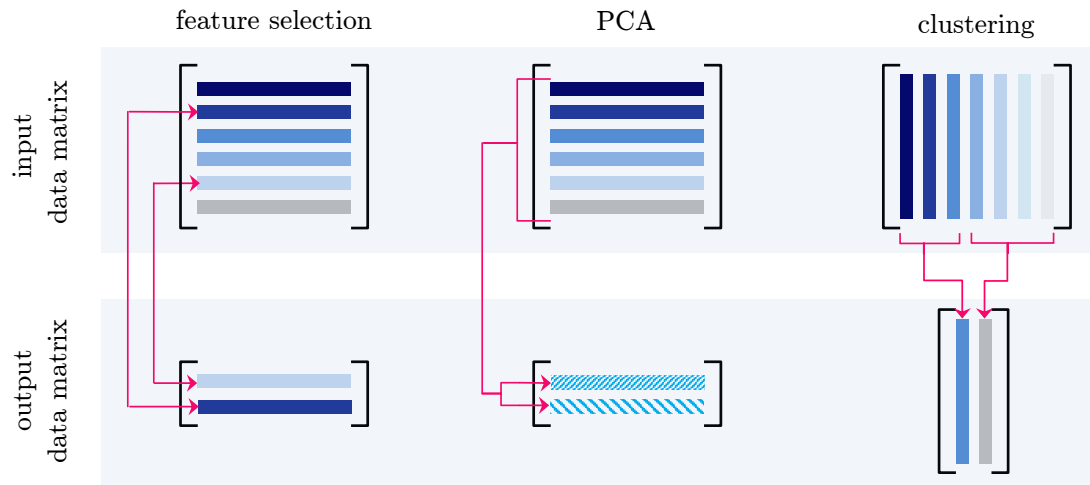 feature selection
PCA
clustering
input
data matrix
output
data matrix